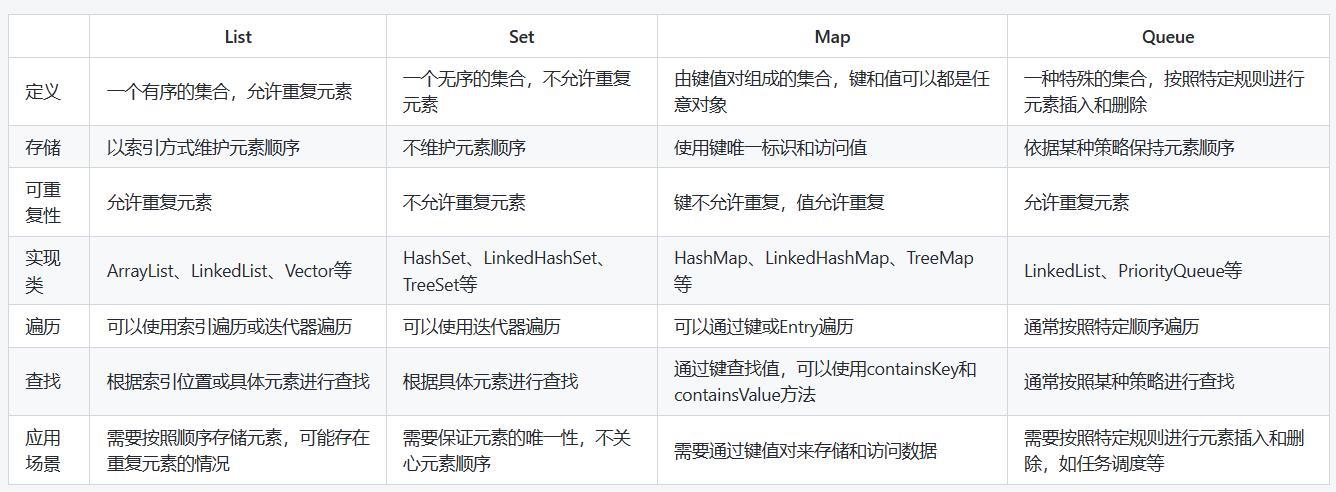 List Set Map Queue
定义 一个有序的集合，允许重复元素 一个无序的集合，不允许重复 由键值对组成的集合，键和值可以都是任 一种特殊的集合，按照特定规则进行
元素 意对象 元素插入和删除
存储 以索引方式维护元素顺序 不维护元素顺序 使用键唯一标识和访问值 依据某种策略保持元素顺序
可重
复性 允许重复元素 不允许重复元素 键不允许重复，值允许重复 允许重复元素
实现 HashSet、LinkedHashSet、 HashMap、LinkedHashMap、TreeMap
类 ArrayList、LinkedList、Vector等 TreeSet等 等 LinkedList、PriorityQueue等
遍历 可以使用索引遍历或迭代器遍历 可以使用迭代器遍历 可以通过键或Entry遍历 通常按照特定顺序遍历
查找 根据索引位置或具体元素进行查找 根据具体元素进行查找 通过键查找值，可以使用containsKey和 通常按照某种策略进行查找
containsValue方法
应用 需要按照顺序存储元素，可能存在 需要保证元素的唯一性，不关 需要通过键值对来存储和访问数据 需要按照特定规则进行元素插入和删
场景 重复元素的情况 心元素顺序 除，如任务调度等